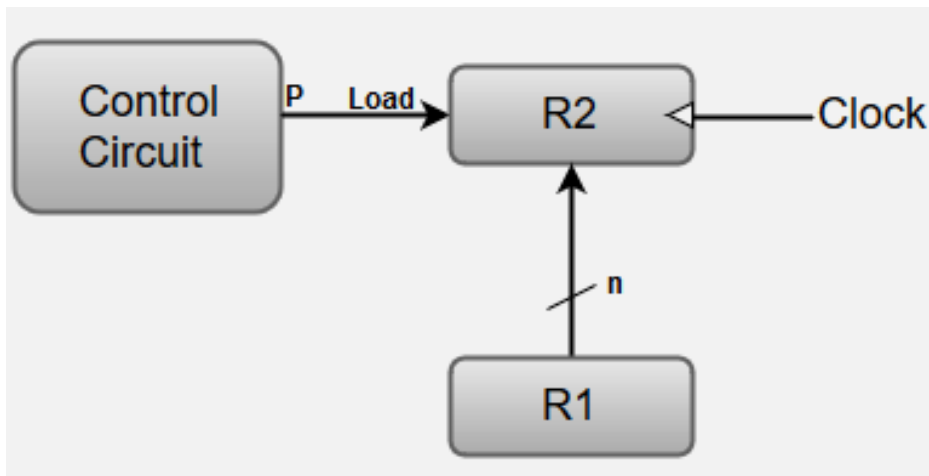 Control
Circuit
P
Load
R2
Clock
n
R1